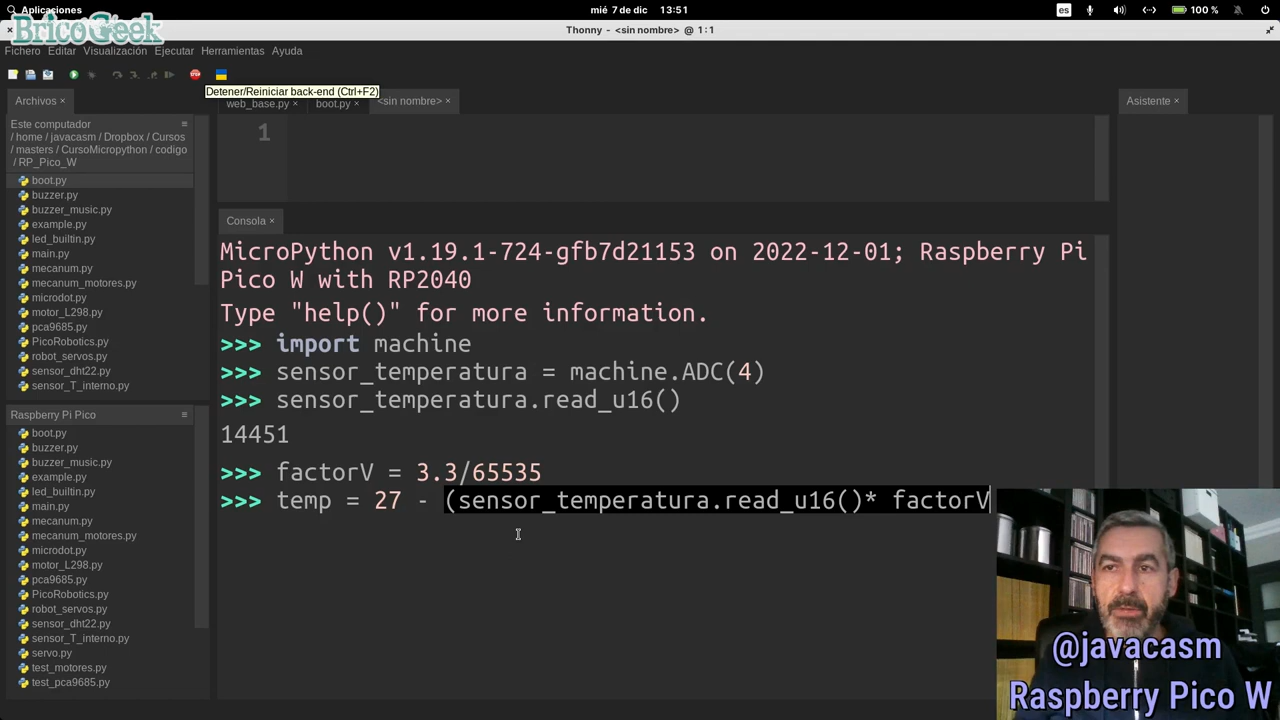 Aplicaciones
mié 7 de dic 13:51
es
100 %
BricoGeek
Thonny - <sin nombre> @ 1:1
Fichero Editar Visualización Ejecutar Herramientas Ayuda
Detener/Reiniciar back-end (Ctrl+F2)
Archivos ×
web_base.py × boot.py × <sin nombre> ×
Asistente ×
Este computador
/ home / javacasm / Dropbox / Cursos
/ masters / CursoMicropython / codigo
/ RP_Pico_W
boot.py
buzzer.py
buzzer_music.py
example.py
led_builtin.py
main.py
mecanum.py
mecanum_motores.py
microdot.py
motor_L298.py
pca9685.py
PicoRobotics.py
robot_servos.py
sensor_dht22.py
sensor_T_interno.py
Raspberry Pi Pico
boot.py
buzzer.py
buzzer_music.py
example.py
led_builtin.py
main.py
mecanum.py
mecanum_motores.py
microdot.py
motor_L298.py
pca9685.py
PicoRobotics.py
robot_servos.py
sensor_dht22.py
sensor_T_interno.py
servo.py
test_motores.py
test_pca9685.py
1
Consola ×
MicroPython v1.19.1-724-gfb7d21153 on 2022-12-01; Raspberry Pi
Pico W with RP2040
Type "help()" for more information.
>>> import machine
>>> sensor_temperatura = machine.ADC(4)
>>> sensor_temperatura.read_u16()
14451
>>> factorV = 3.3/65535
>>> temp = 27 - (sensor_temperatura.read_u16()* factorV
@javacasm
Raspberry Pico W